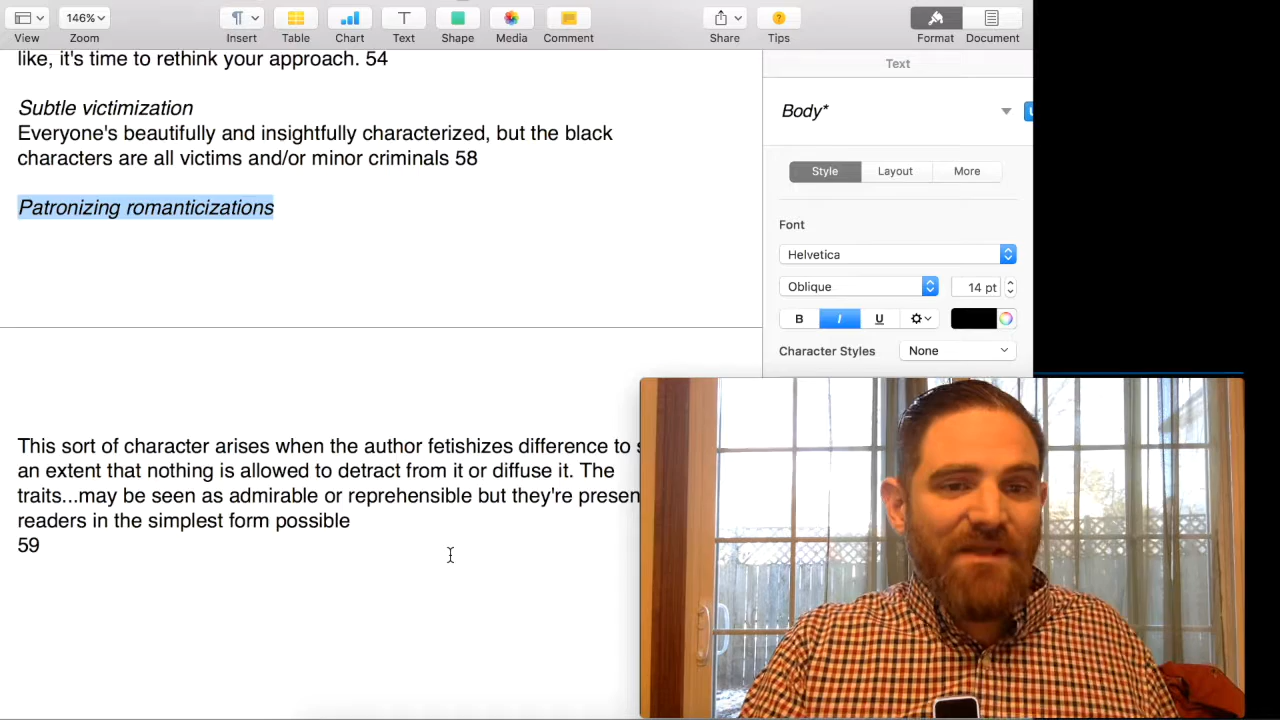 View
146%
Zoom
Insert
Table
Chart
Text
Shape
Media
Comment
Share
Tips
Format
Document
like, it's time to rethink your approach. 54
Subtle victimization
Everyone's beautifully and insightfully characterized, but the black
characters are all victims and/or minor criminals 58
Patronizing romanticizations
This sort of character arises when the author fetishizes difference to
an extent that nothing is allowed to detract from it or diffuse it. The
traits...may be seen as admirable or reprehensible but they're
readers in the simplest form possible
59
Text
Body*
Style
Layout
More
Font
Helvetica
Oblique
14 pt
B
I
U
Character Styles
None